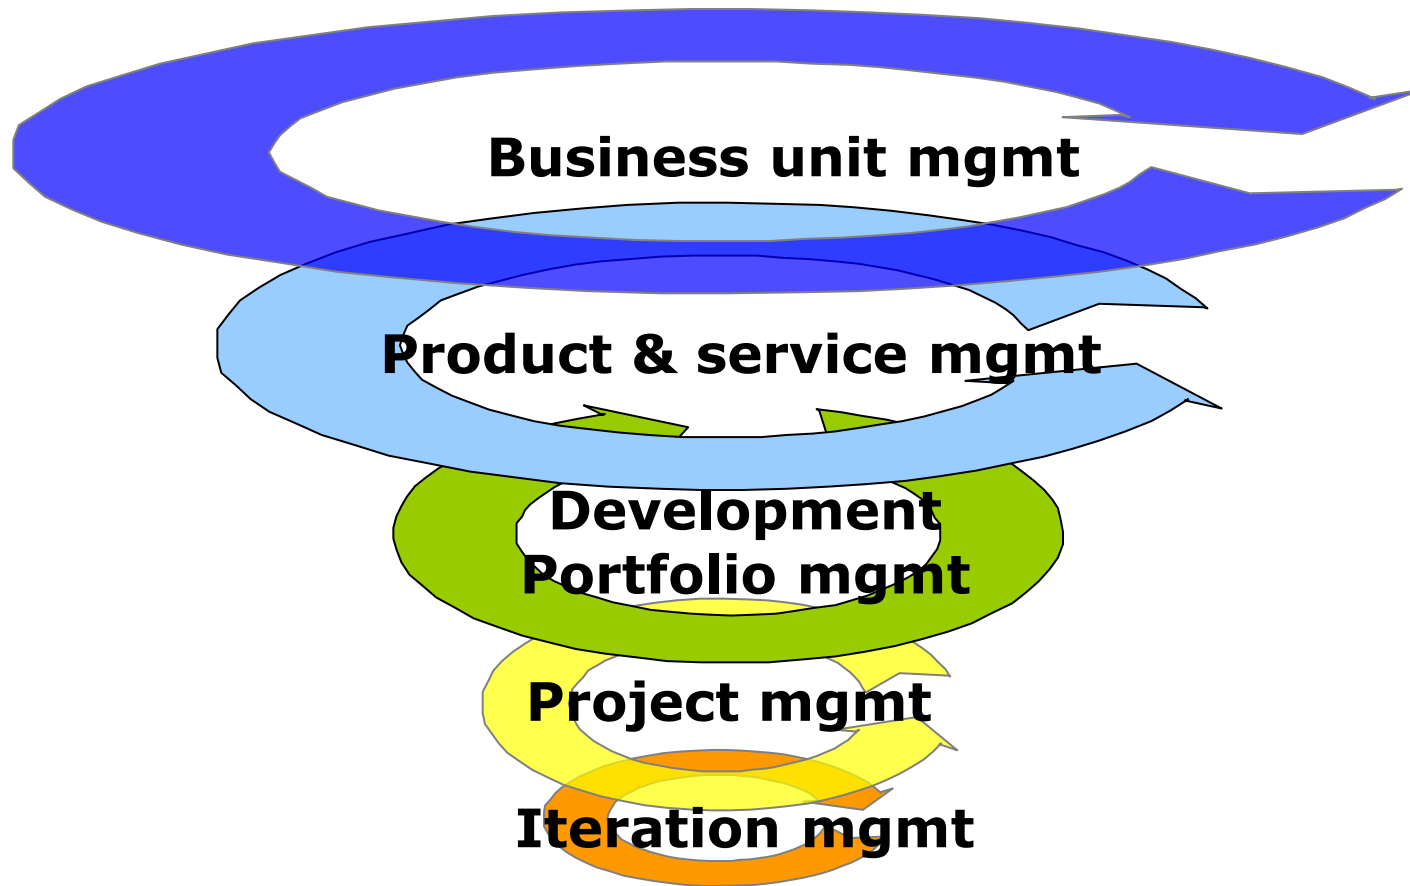 Business unit mgmt
Product & service mgmt
Development
Portfolio mgmt
Project mgmt
Iteration mgmt